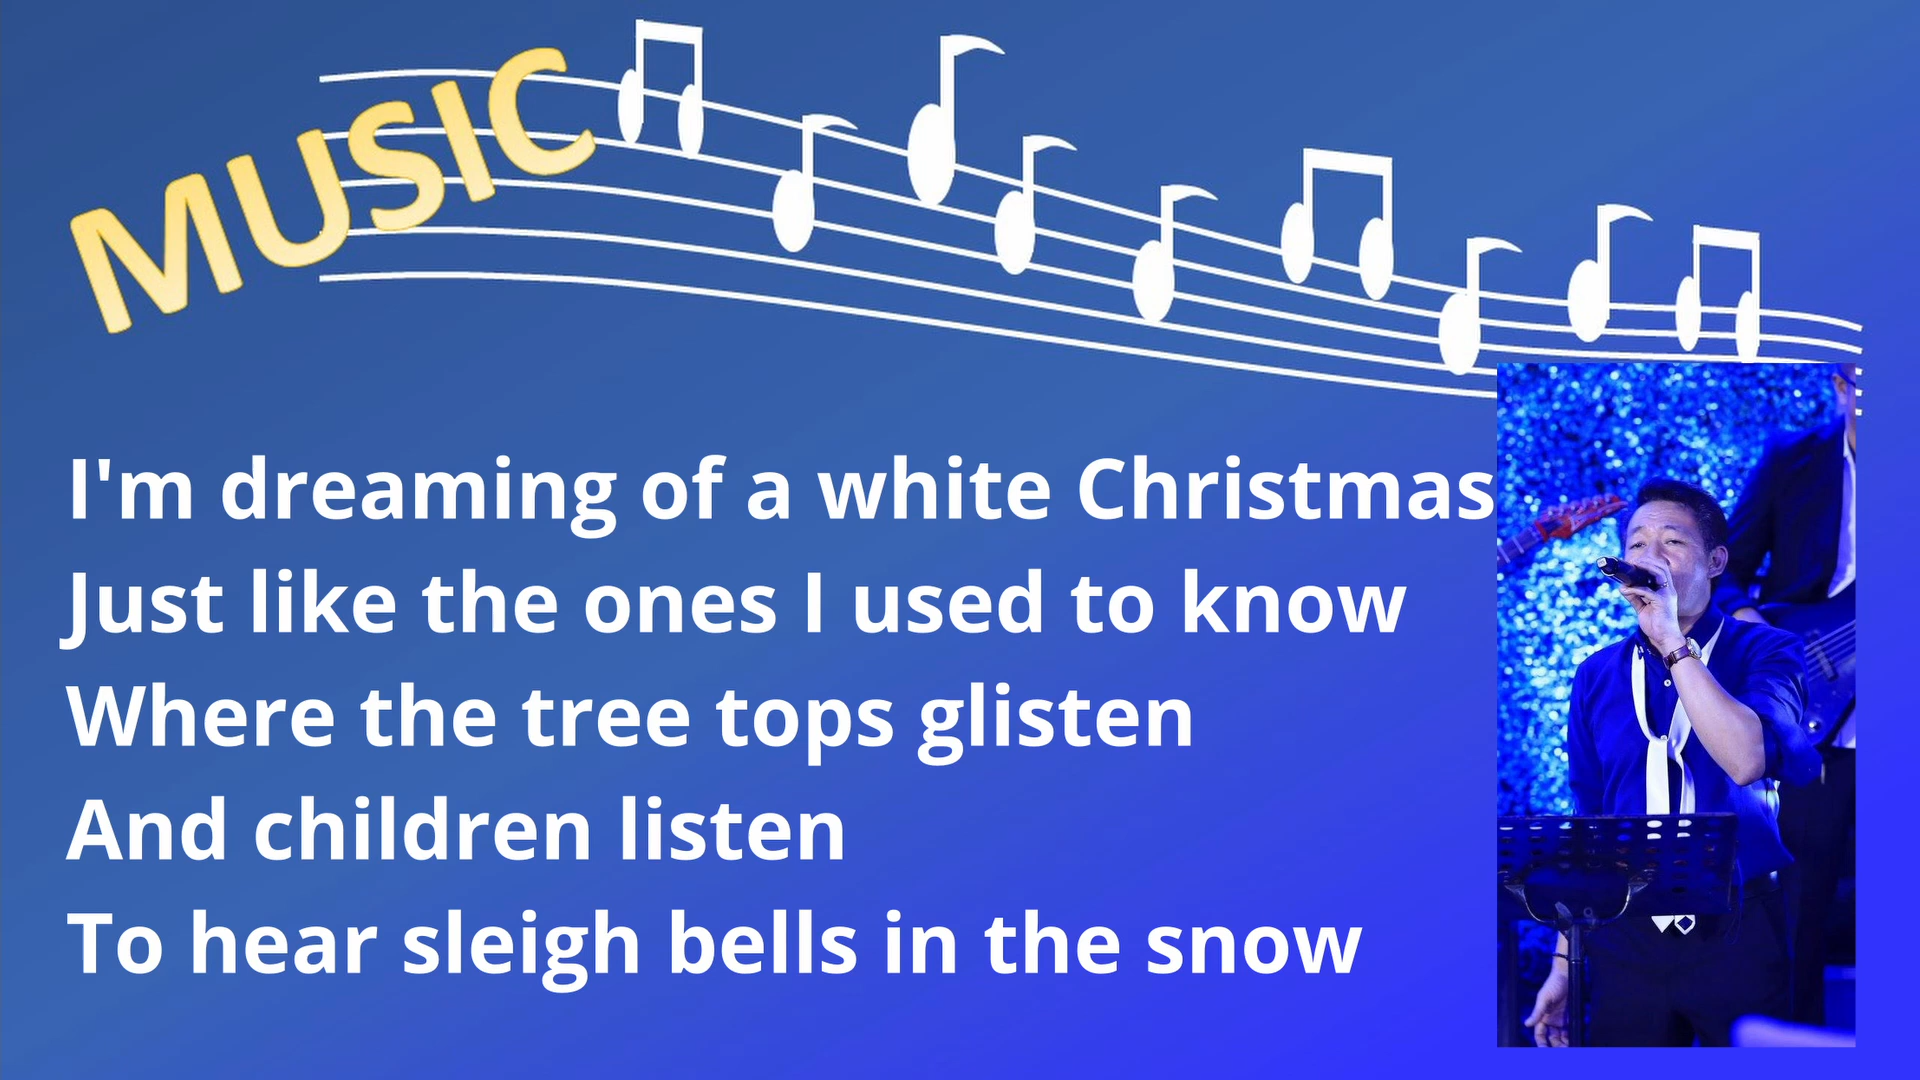 MUSIC
I'm dreaming of a white Christmas
Just like the ones I used to know
Where the tree tops glisten
And children listen
To hear sleigh bells in the snow